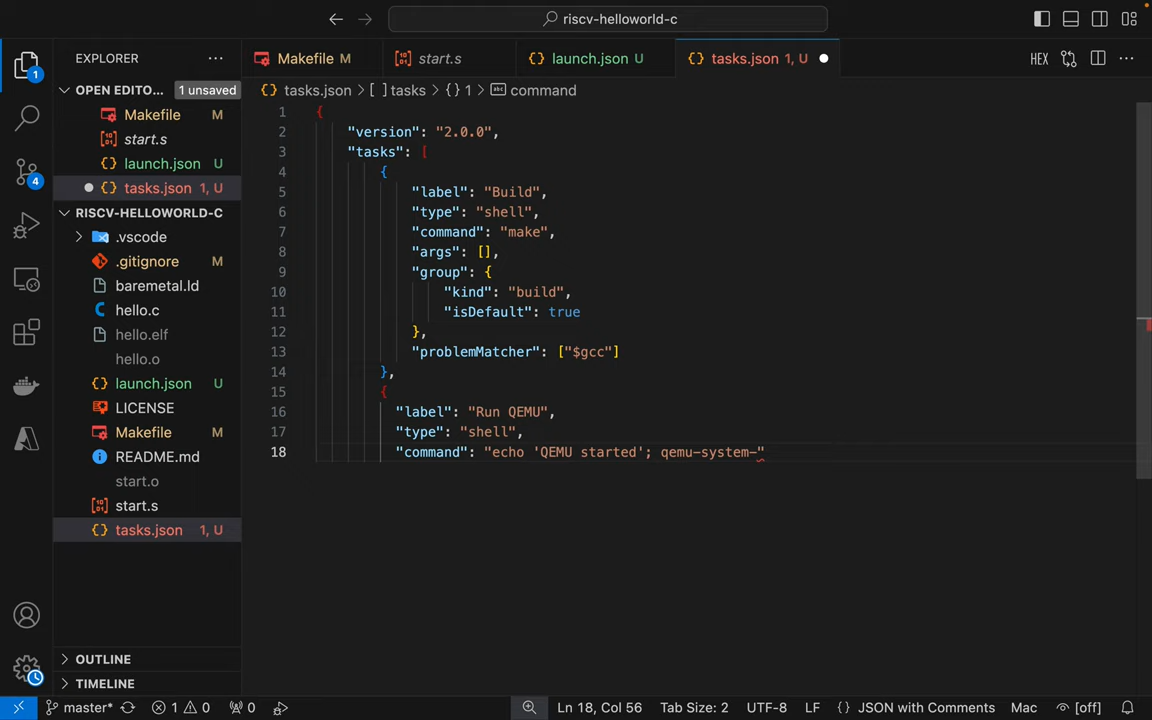 riscv-helloworld-c
EXPLORER
OPEN EDITO...
1 unsaved
Makefile
M
start.s
launch.json
U
tasks.json
1, U
RISCV-HELLOWORLD-C
.vscode
.gitignore
M
baremetal.ld
hello.c
hello.elf
hello.o
launch.json
U
LICENSE
Makefile
M
README.md
start.o
start.s
tasks.json
1, U
OUTLINE
TIMELINE
1
4
Makefile M
start.s
launch.json U
tasks.json 1, U
HEX
tasks.json > [ ] tasks > {} 1 > abc command
1 {
2 "version": "2.0.0",
3 "tasks": [
4 {
5 "label": "Build",
6 "type": "shell",
7 "command": "make",
8 "args": [],
9 "group": {
10 "kind": "build",
11 "isDefault": true
12 },
13 "problemMatcher": ["$gcc"]
14 },
15 {
16 "label": "Run QEMU",
17 "type": "shell",
18 "command": "echo 'QEMU started'; qemu-system-"
master*
1
0
0
Ln 18, Col 56
Tab Size: 2
UTF-8
LF
{} JSON with Comments
Mac
[off]